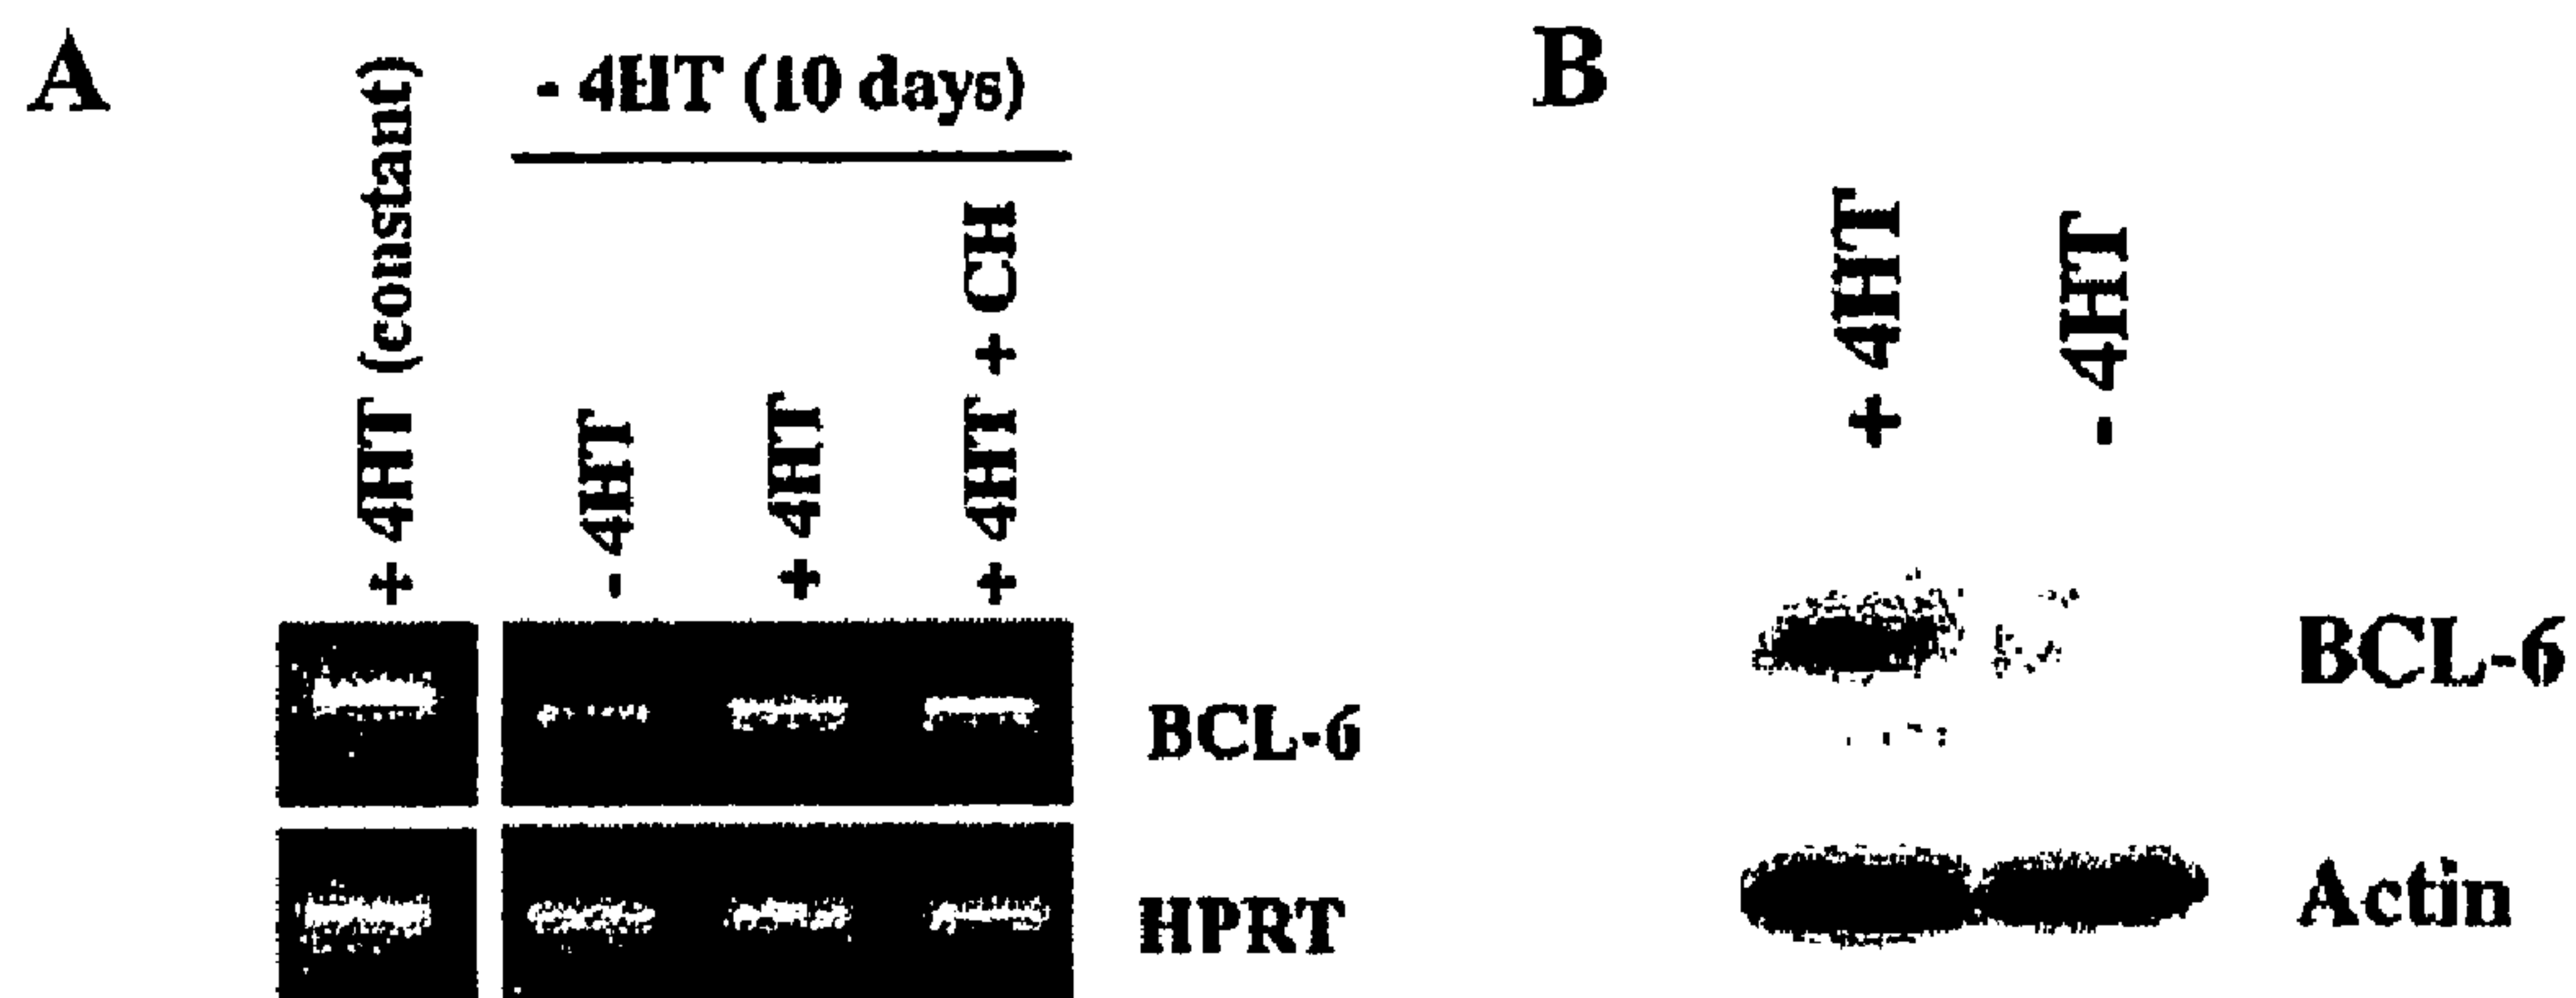 A
+ 4HT (constant)
- 4HT (10 days)
- 4HT
+ 4HT
+ 4HT + CH
BCL-6
HPRT
B
+ 4HT
- 4HT
BCL-6
Actin